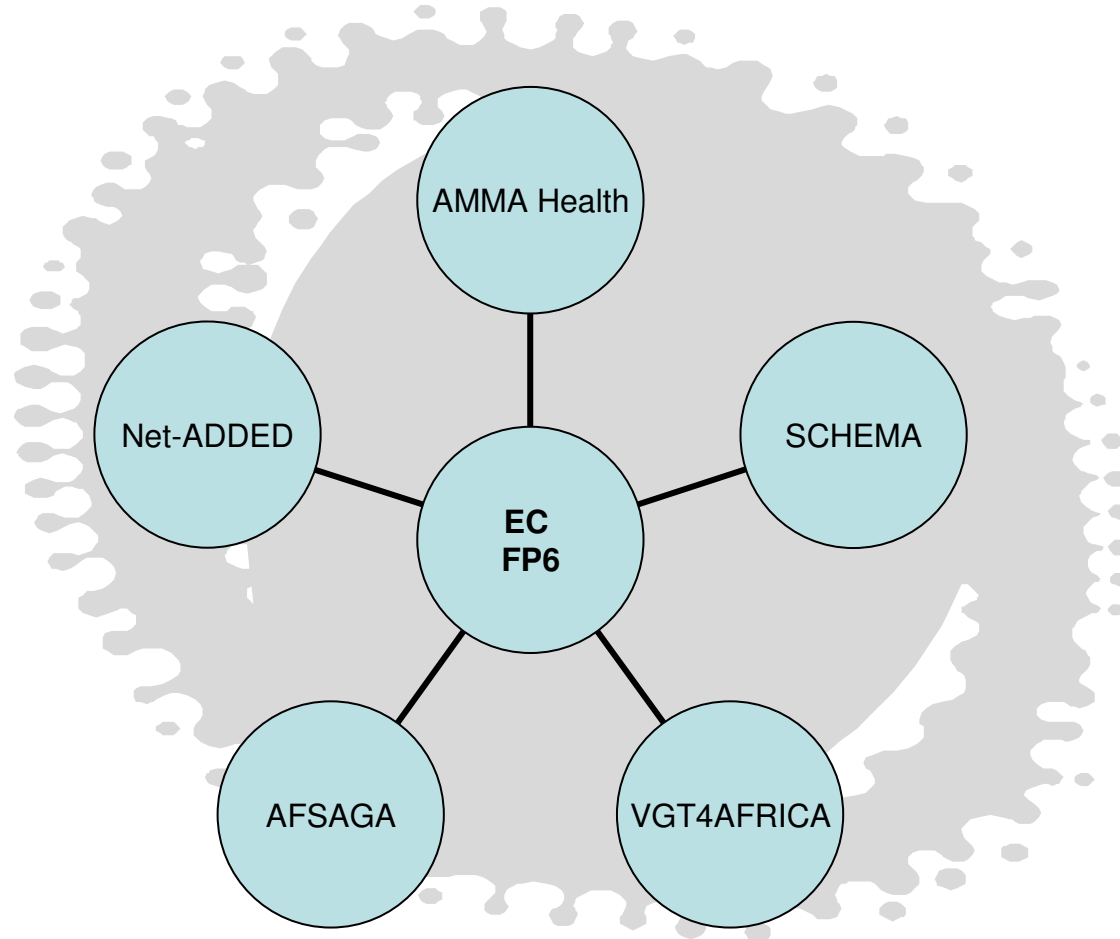 AMMA Health
Net-ADDED
SCHEMA
EC
FP6
AFSAGA
VGT4AFRICA